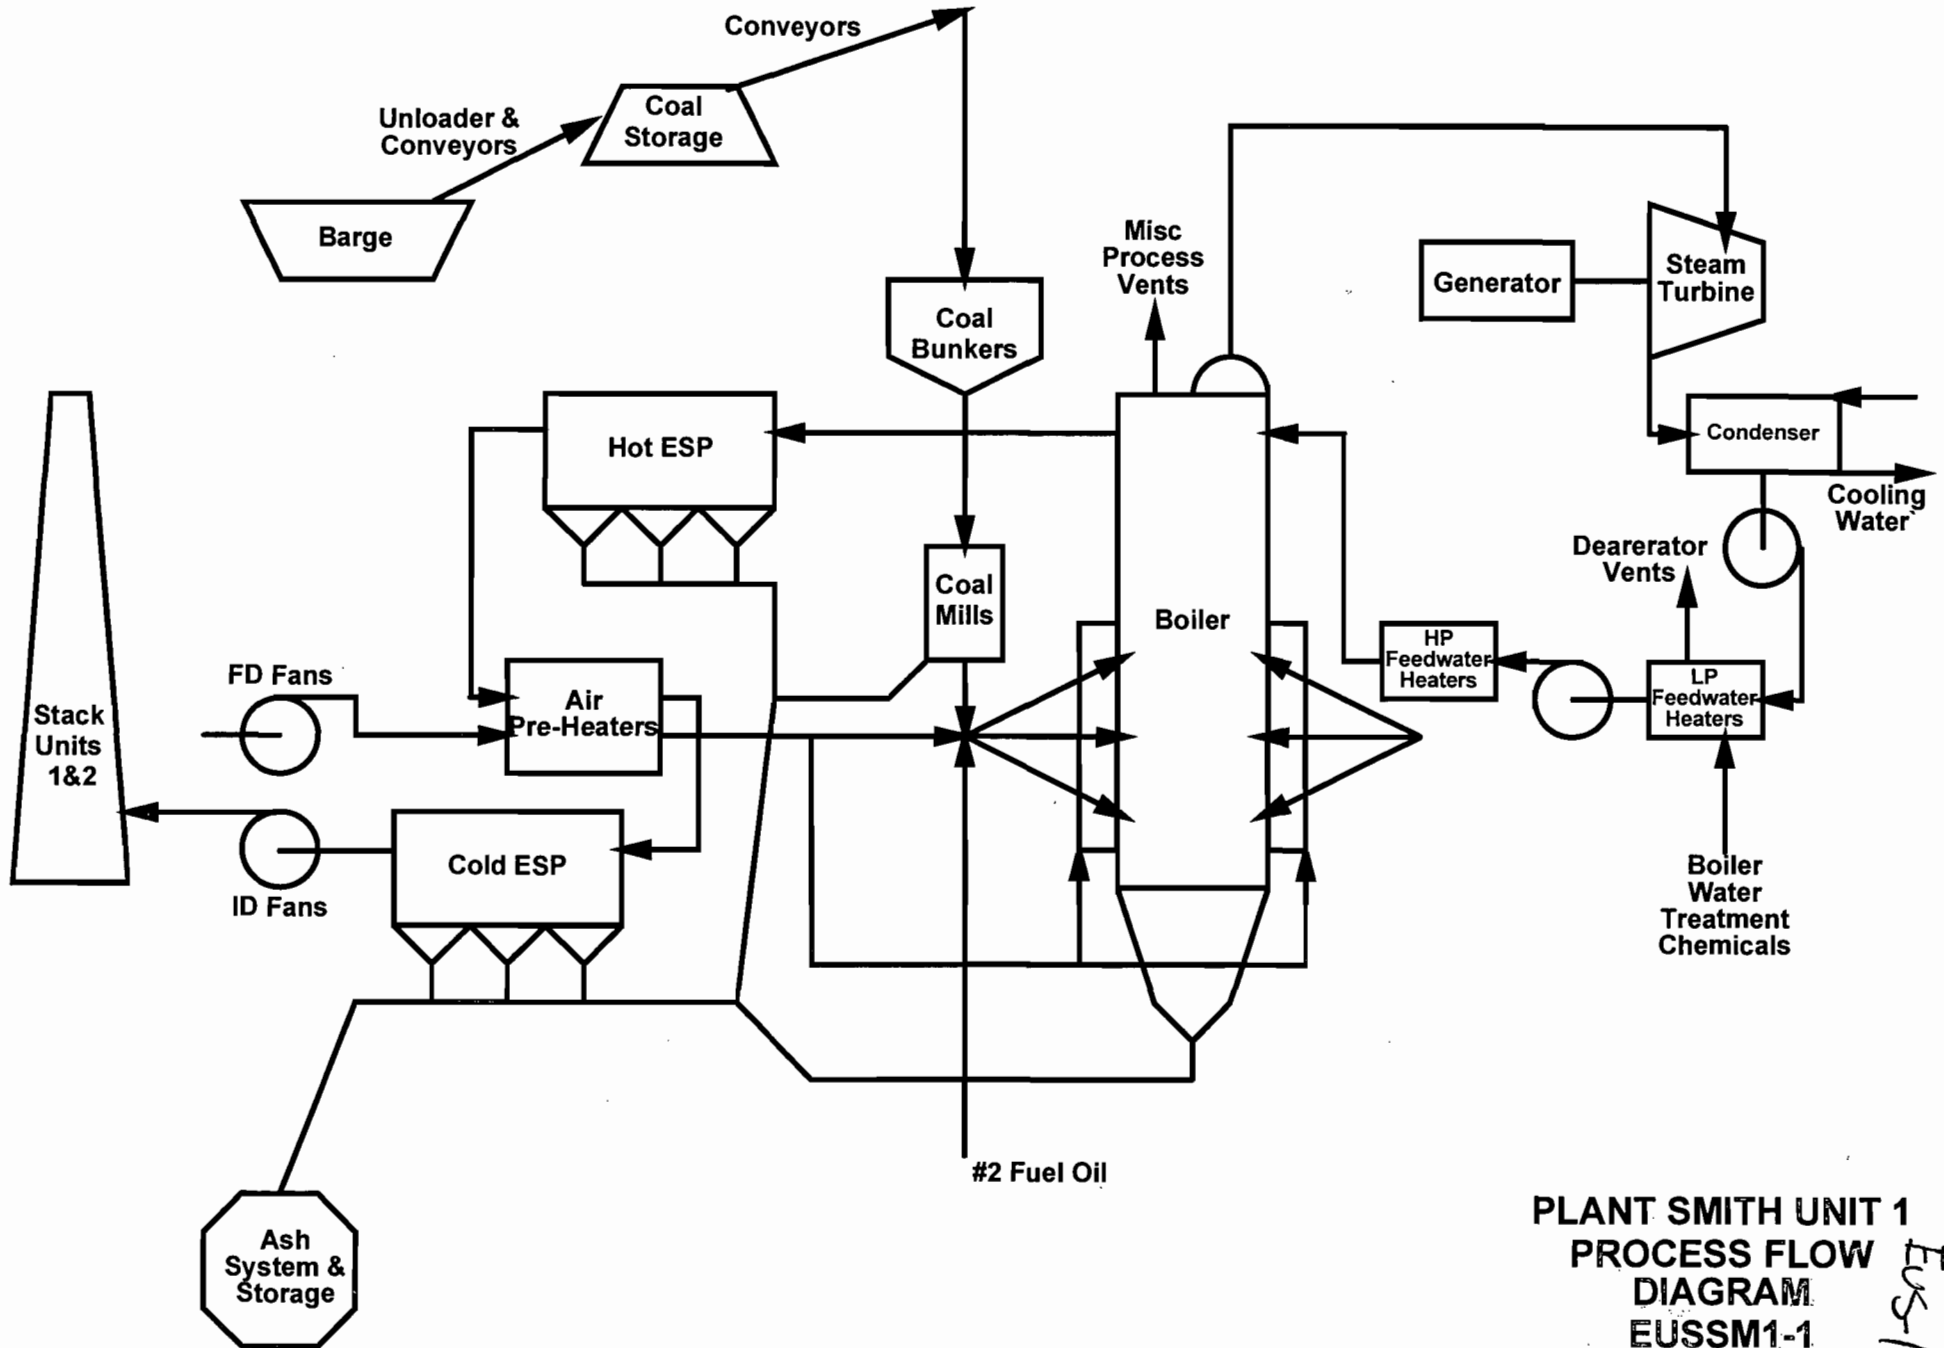 Conveyors
Unloader &
Conveyors
Coal
Storage
Barge
Misc
Process
Vents
Generator
Steam
Turbine
Coal
Bunkers
Hot ESP
Condenser
Cooling
Water
Dearerator
Vents
Coal
Mills
Boiler
HP
Feedwater
Heaters
LP
Feedwater
Heaters
FD Fans
Air
Pre-Heaters
Stack
Units
1&2
Cold ESP
ID Fans
Boiler
Water
Treatment
Chemicals
#2 Fuel Oil
Ash
System &
Storage
PLANT SMITH UNIT 1
PROCESS FLOW
DIAGRAM
EUSSM1-1
EUS-1